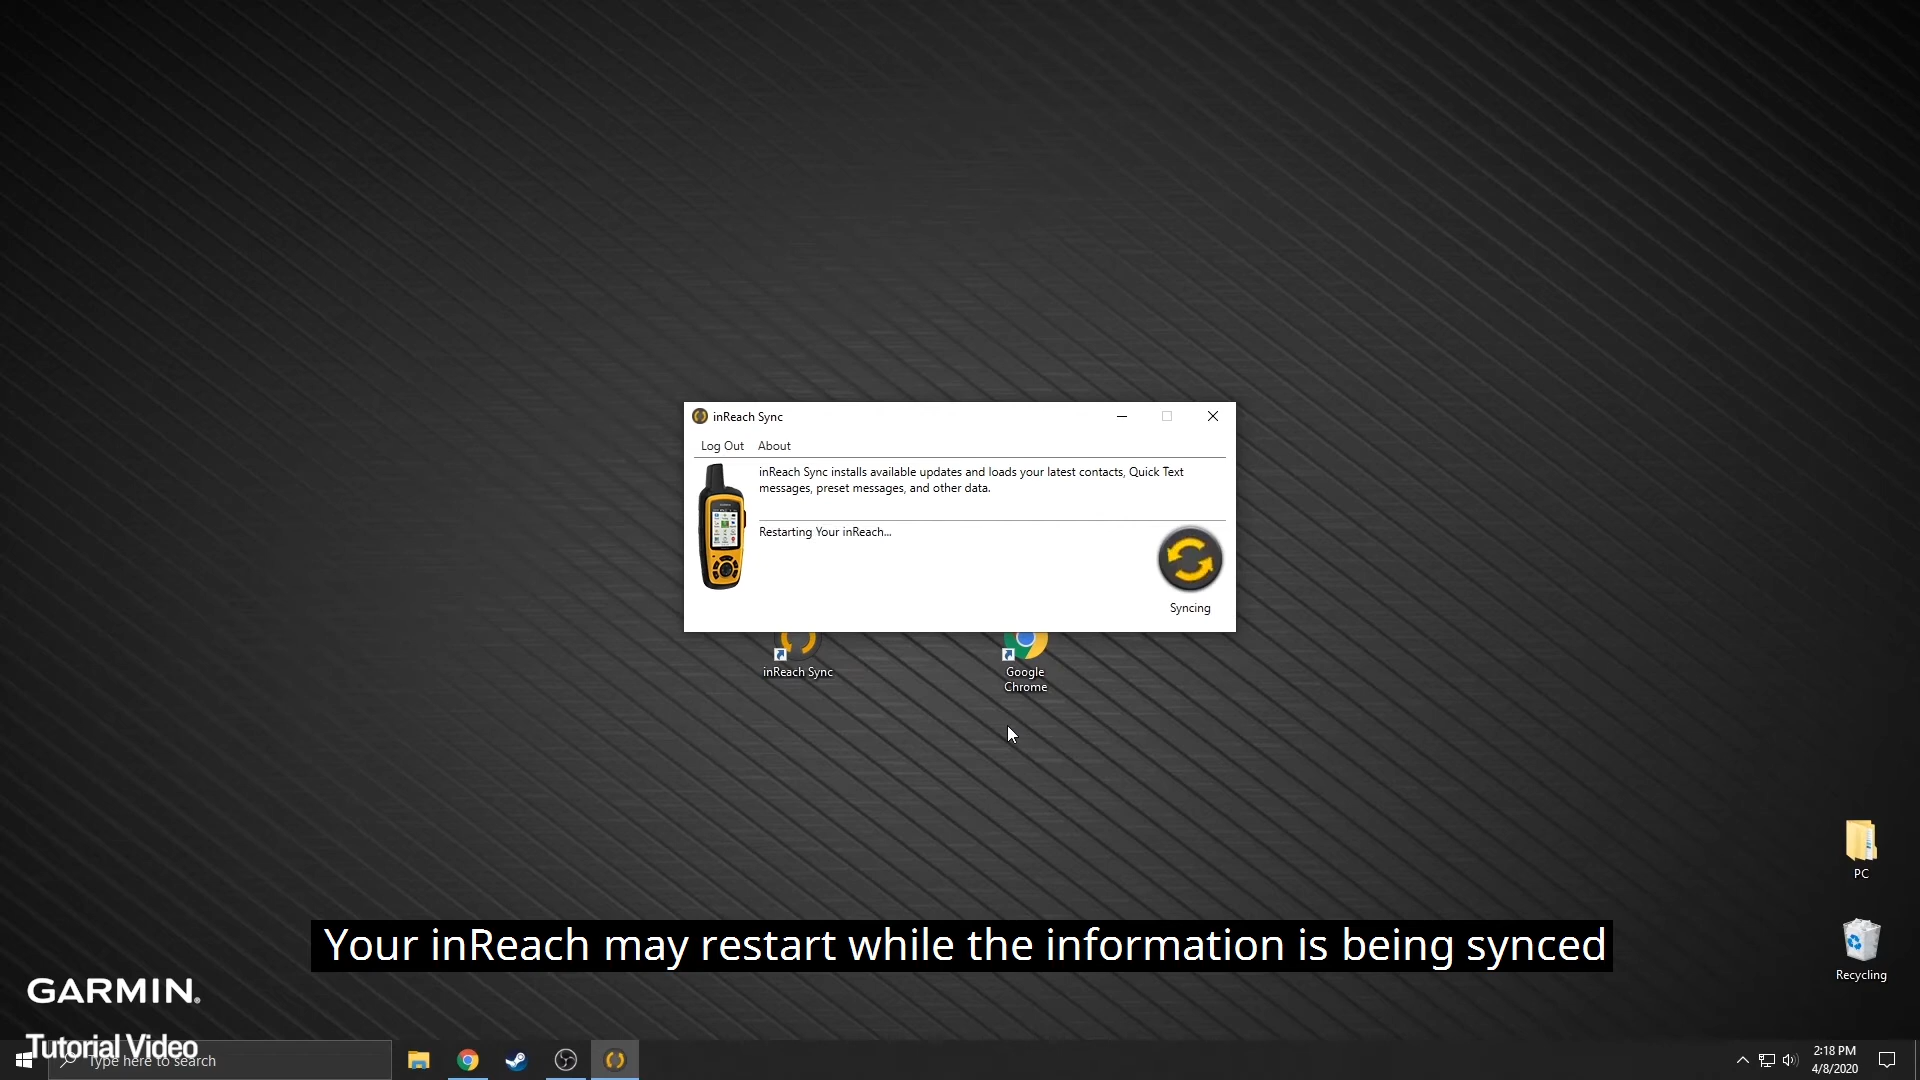 inReach Sync
Log Out About
inReach Sync installs available updates and loads your latest contacts, Quick Text
messages, preset messages, and other data.
Restarting Your inReach...
Syncing
inReach Sync
Google
Chrome
PC
Recycling
Your inReach may restart while the information is being synced
GARMIN
Tutorial Video
Type here to search
2:18 PM
4/8/2020